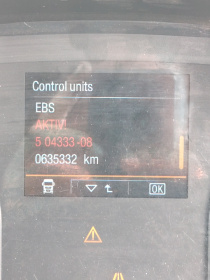 Control units
EBS
AKTIV!
5 04333-08
0635332 km
OK